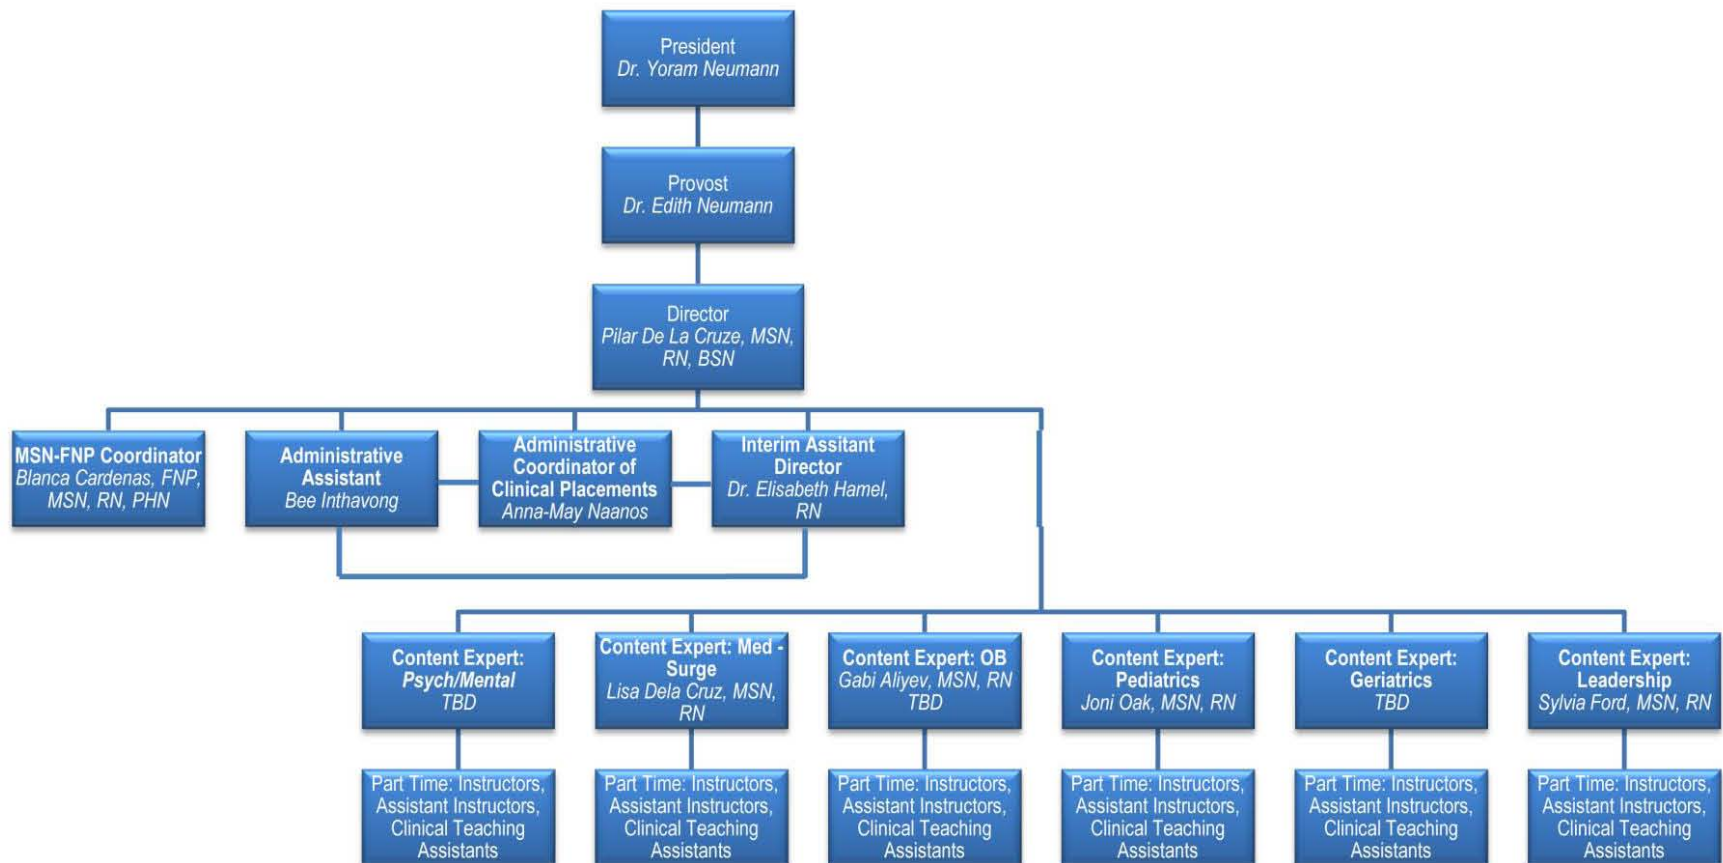 President
Dr. Yoram Neumann
Provost
Dr. Edith Neumann
Director
Pilar De La Cruze, MSN,
RN, BSN
MSN-FNP Coordinator
Blanca Cardenas, FNP,
MSN, RN, PHN
Administrative
Assistant
Bee Inthavong
Administrative
Coordinator of
Clinical Placements
Anna-May Naanos
Interim Assitant
Director
Dr. Elisabeth Hamel,
RN
Content Expert:
Psych/Mental
TBD
Content Expert: Med -
Surge
Lisa Dela Cruz, MSN,
RN
Content Expert: OB
Gabi Aliyev, MSN, RN
TBD
Content Expert:
Pediatrics
Joni Oak, MSN, RN
Content Expert:
Geriatrics
TBD
Content Expert:
Leadership
Sylvia Ford, MSN, RN
Part Time: Instructors,
Assistant Instructors,
Clinical Teaching
Assistants
Part Time: Instructors,
Assistant Instructors,
Clinical Teaching
Assistants
Part Time: Instructors,
Assistant Instructors,
Clinical Teaching
Assistants
Part Time: Instructors,
Assistant Instructors,
Clinical Teaching
Assistants
Part Time: Instructors,
Assistant Instructors,
Clinical Teaching
Assistants
Part Time: Instructors,
Assistant Instructors,
Clinical Teaching
Assistants